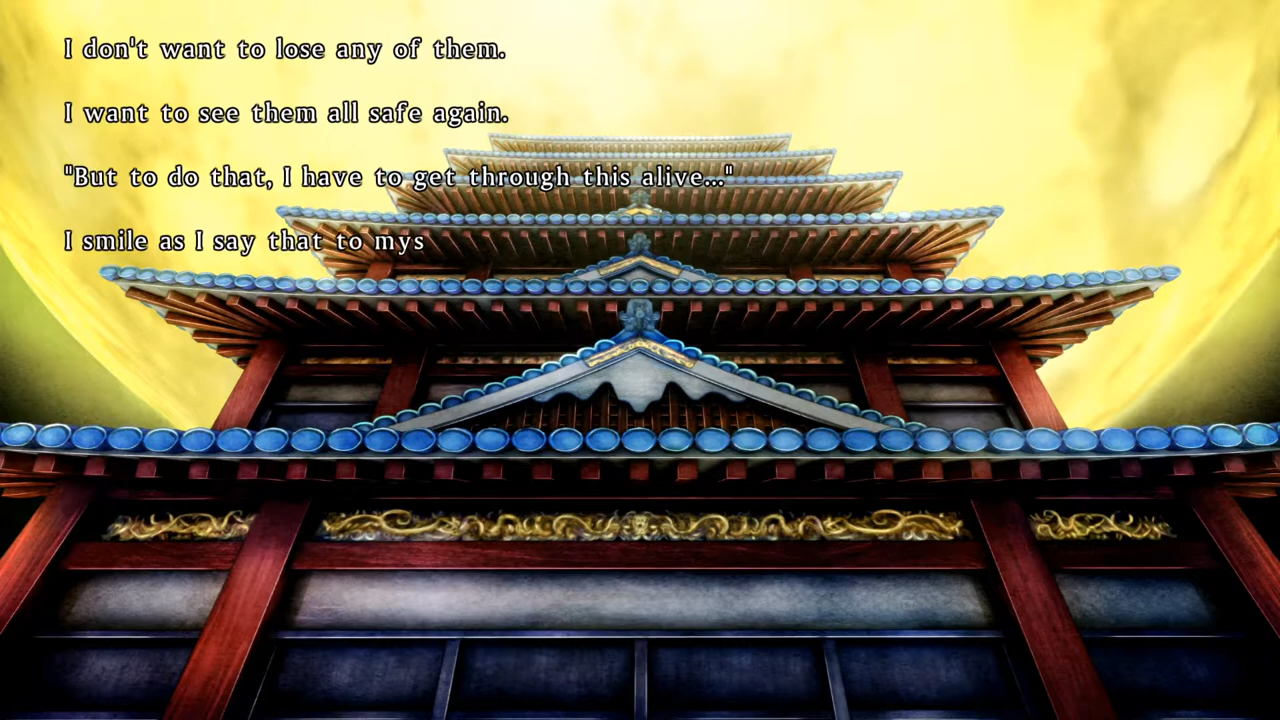 I don't want to lose any of them.
I want to see them all safe again.
"But to do that, I have to get through this alive..."
I smile as I say that to mys